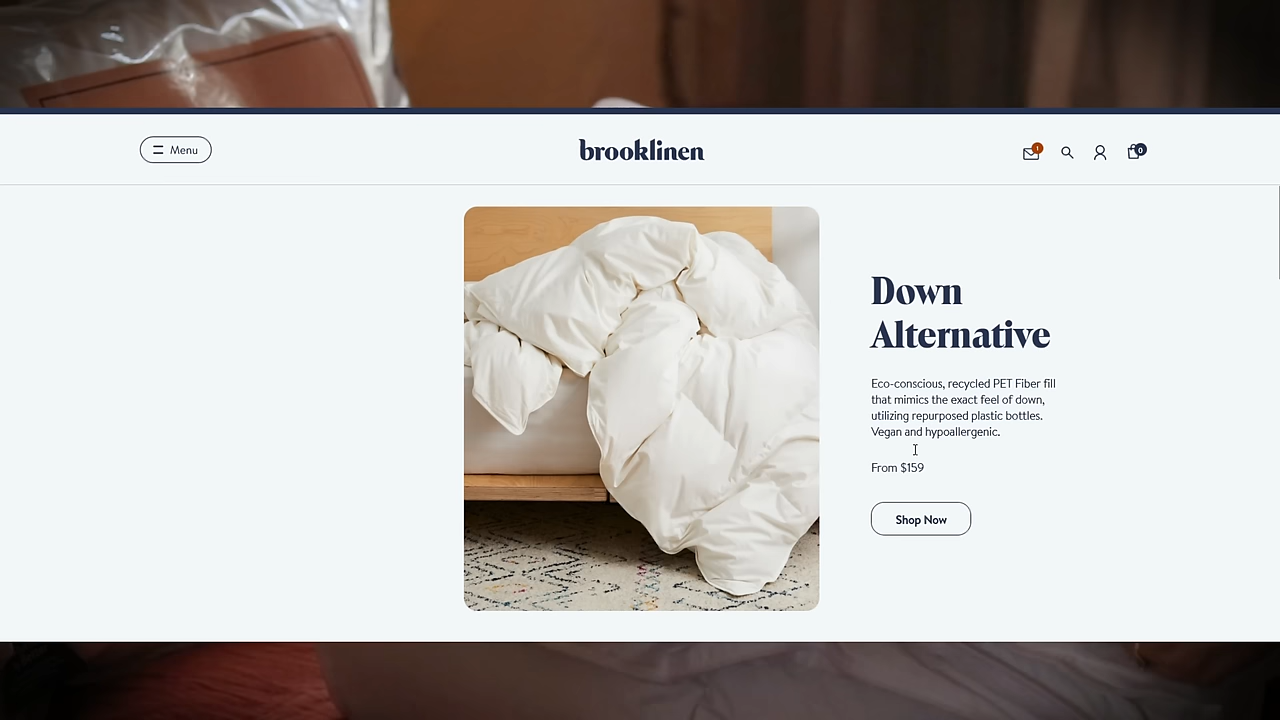 Menu
brooklinen
1
0
Down
Alternative
Eco-conscious, recycled PET Fiber fill
that mimics the exact feel of down,
utilizing repurposed plastic bottles.
Vegan and hypoallergenic.
From $159
Shop Now